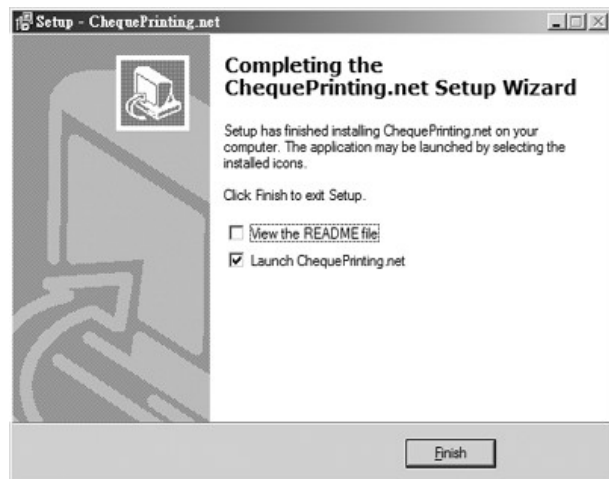 Setup - ChequePrinting.net
Completing the
ChequePrinting.net Setup Wizard
Setup has finished installing ChequePrinting.net on your
computer. The application may be launched by selecting the
installed icons.
Click Finish to exit Setup.
View the README file
Launch ChequePrinting.net
Finish